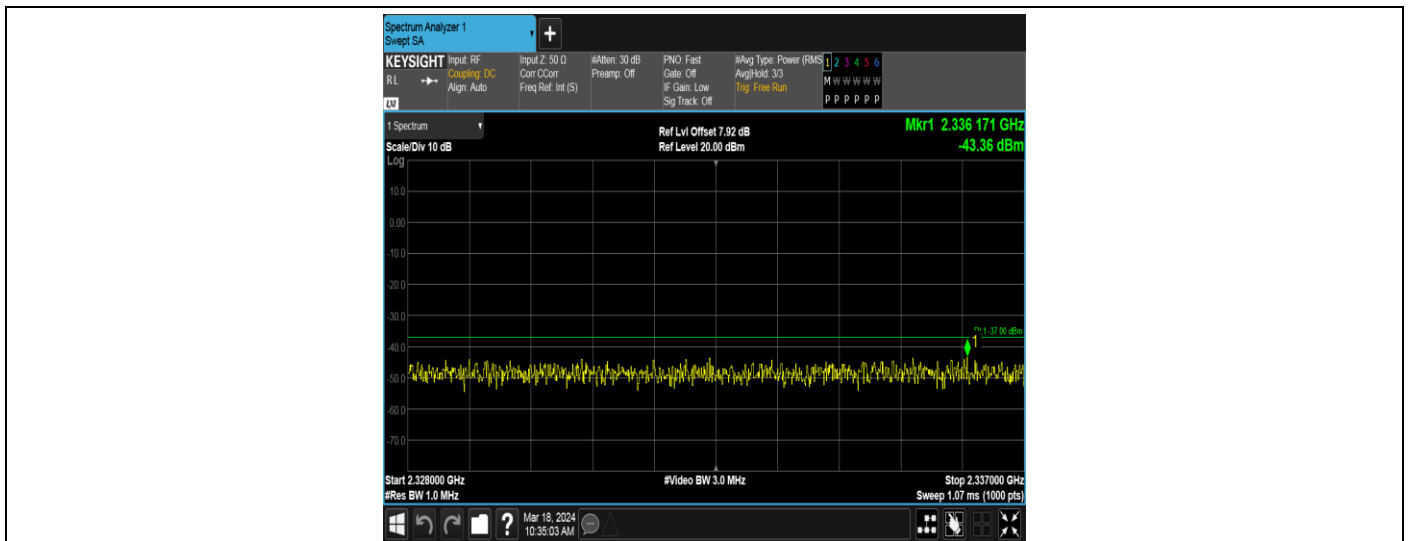 Spectrum Analyzer 1
Swept SA
+
KEYSIGHT
RL
LXI
Input: RF
Coupling: DC
Align: Auto
Input Z: 50 Ω
Corr CCorr
Freq Ref: Int (S)
#Atten: 30 dB
Preamp: Off
PNO: Fast
Gate: Off
IF Gain: Low
Sig Track: Off
#Avg Type: Power (RMS
Avg|Hold: 3/3
Trig: Free Run
1 2 3 4 5 6
M W W W W W
P P P P P P
1 Spectrum
Ref Lvl Offset 7.92 dB
Mkr1 2.336 171 GHz
Scale/Div 10 dB
Ref Level 20.00 dBm
-43.36 dBm
Log
10.0
0.00
-10.0
-20.0
-30.0
DL1 -37.00 dBm
1
-40.0
-50.0
-60.0
-70.0
Start 2.328000 GHz
#Video BW 3.0 MHz
Stop 2.337000 GHz
#Res BW 1.0 MHz
Sweep 1.07 ms (1000 pts)
?
Mar 18, 2024
10:35:03 AM